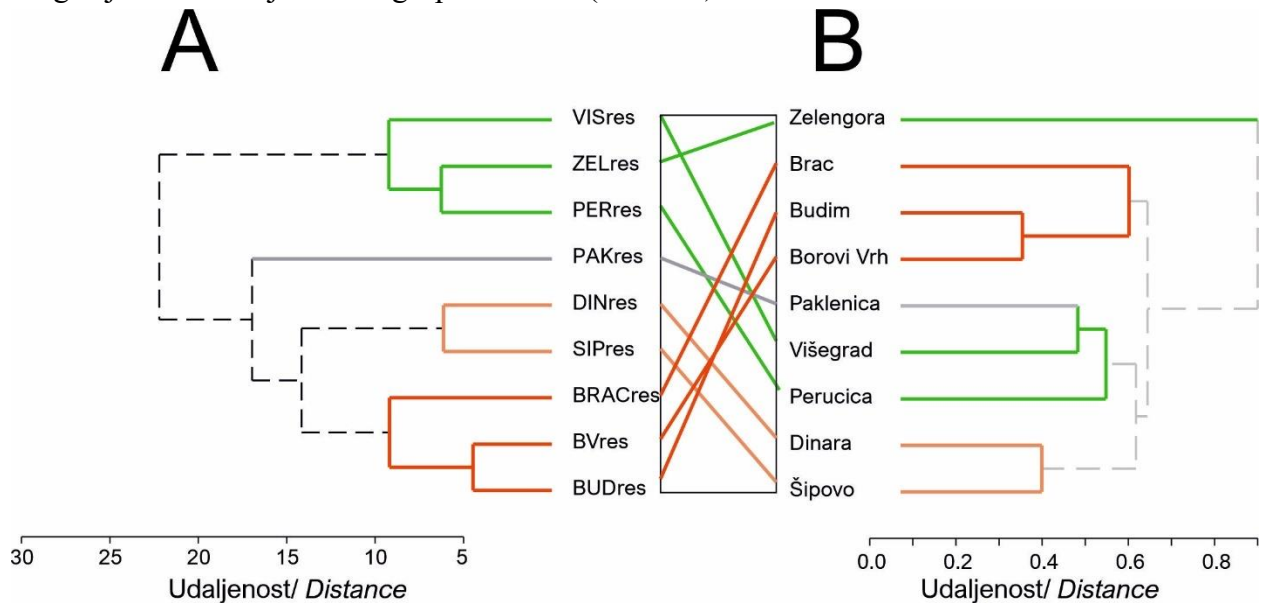 A
B
VISres
ZELres
PERres
PAKres
DINres
SIPres
BRACres
BVres
BUDres
Zelengora
Brac
Budim
Borovi Vrh
Paklenica
Višegrad
Perucica
Dinara
Šipovo
30 25 20 15 10 5
Udaljenost/ Distance
0.0 0.2 0.4 0.6 0.8
Udaljenost/ Distance